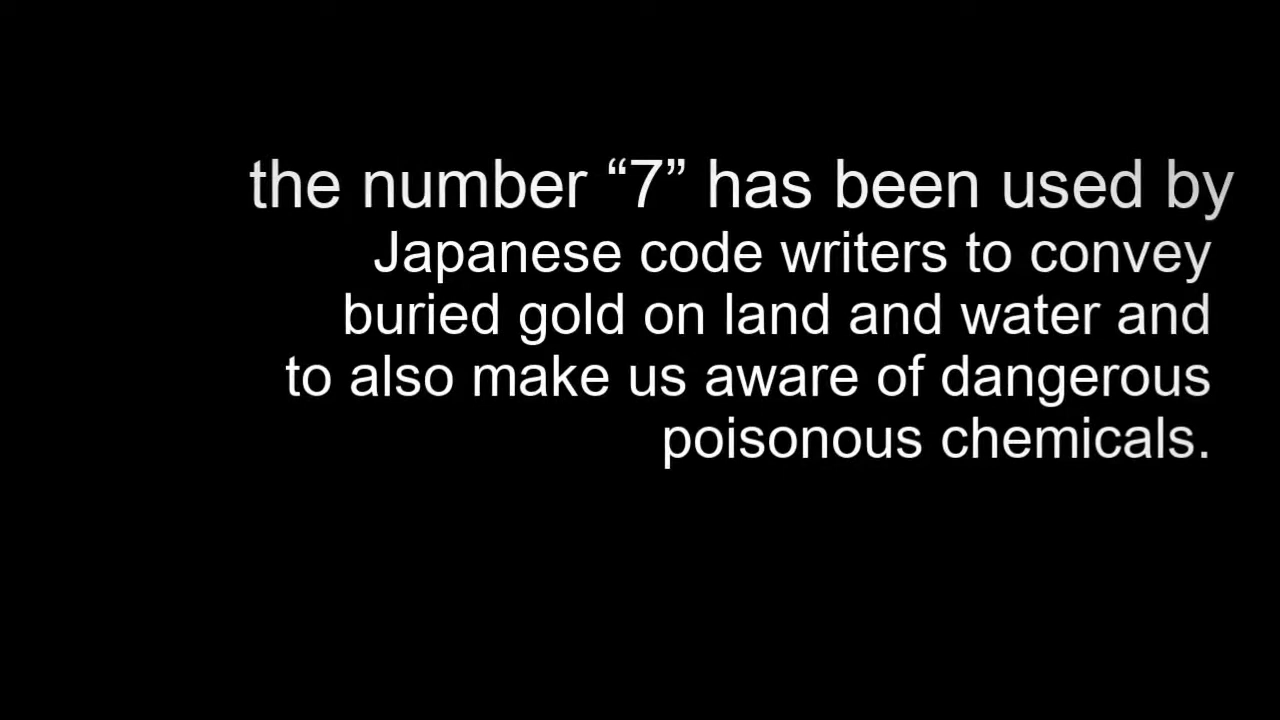 the number “7” has been used by
Japanese code writers to convey
buried gold on land and water and
to also make us aware of dangerous
poisonous chemicals.